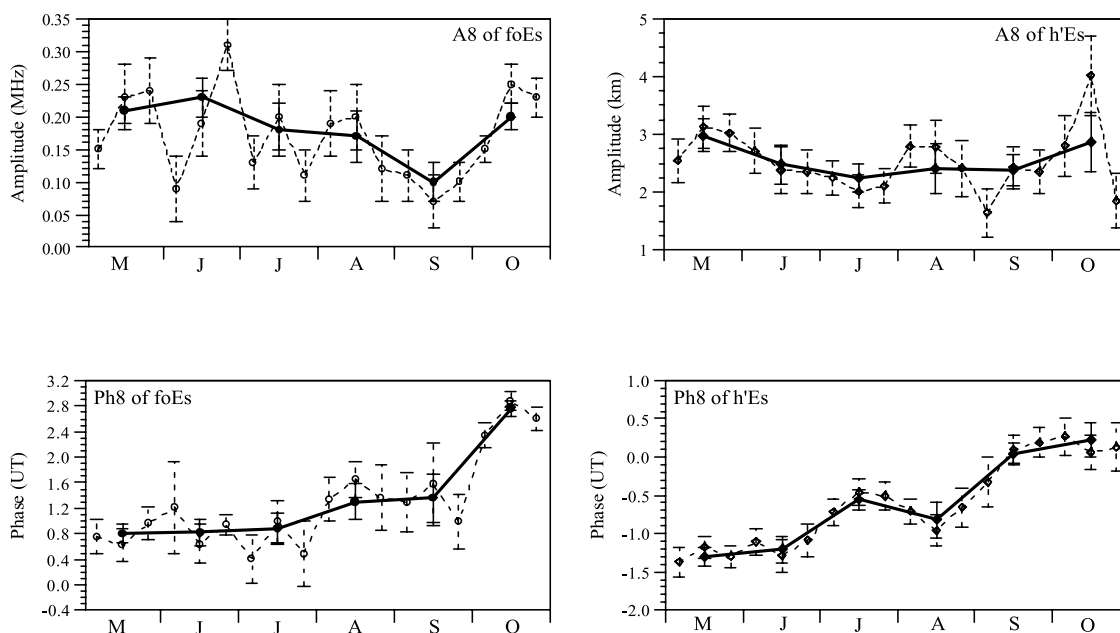 A8 of foEs
Amplitude (MHz)
0.35
0.30
0.25
0.20
0.15
0.10
0.05
0.00
M J J A S O
A8 of h'Es
Amplitude (km)
5
4
3
2
1
M J J A S O
Ph8 of foEs
Phase (UT)
3.2
2.8
2.4
2.0
1.6
1.2
0.8
0.4
0.0
-0.4
M J J A S O
Ph8 of h'Es
Phase (UT)
1.0
0.5
0.0
-0.5
-1.0
-1.5
-2.0
M J J A S O